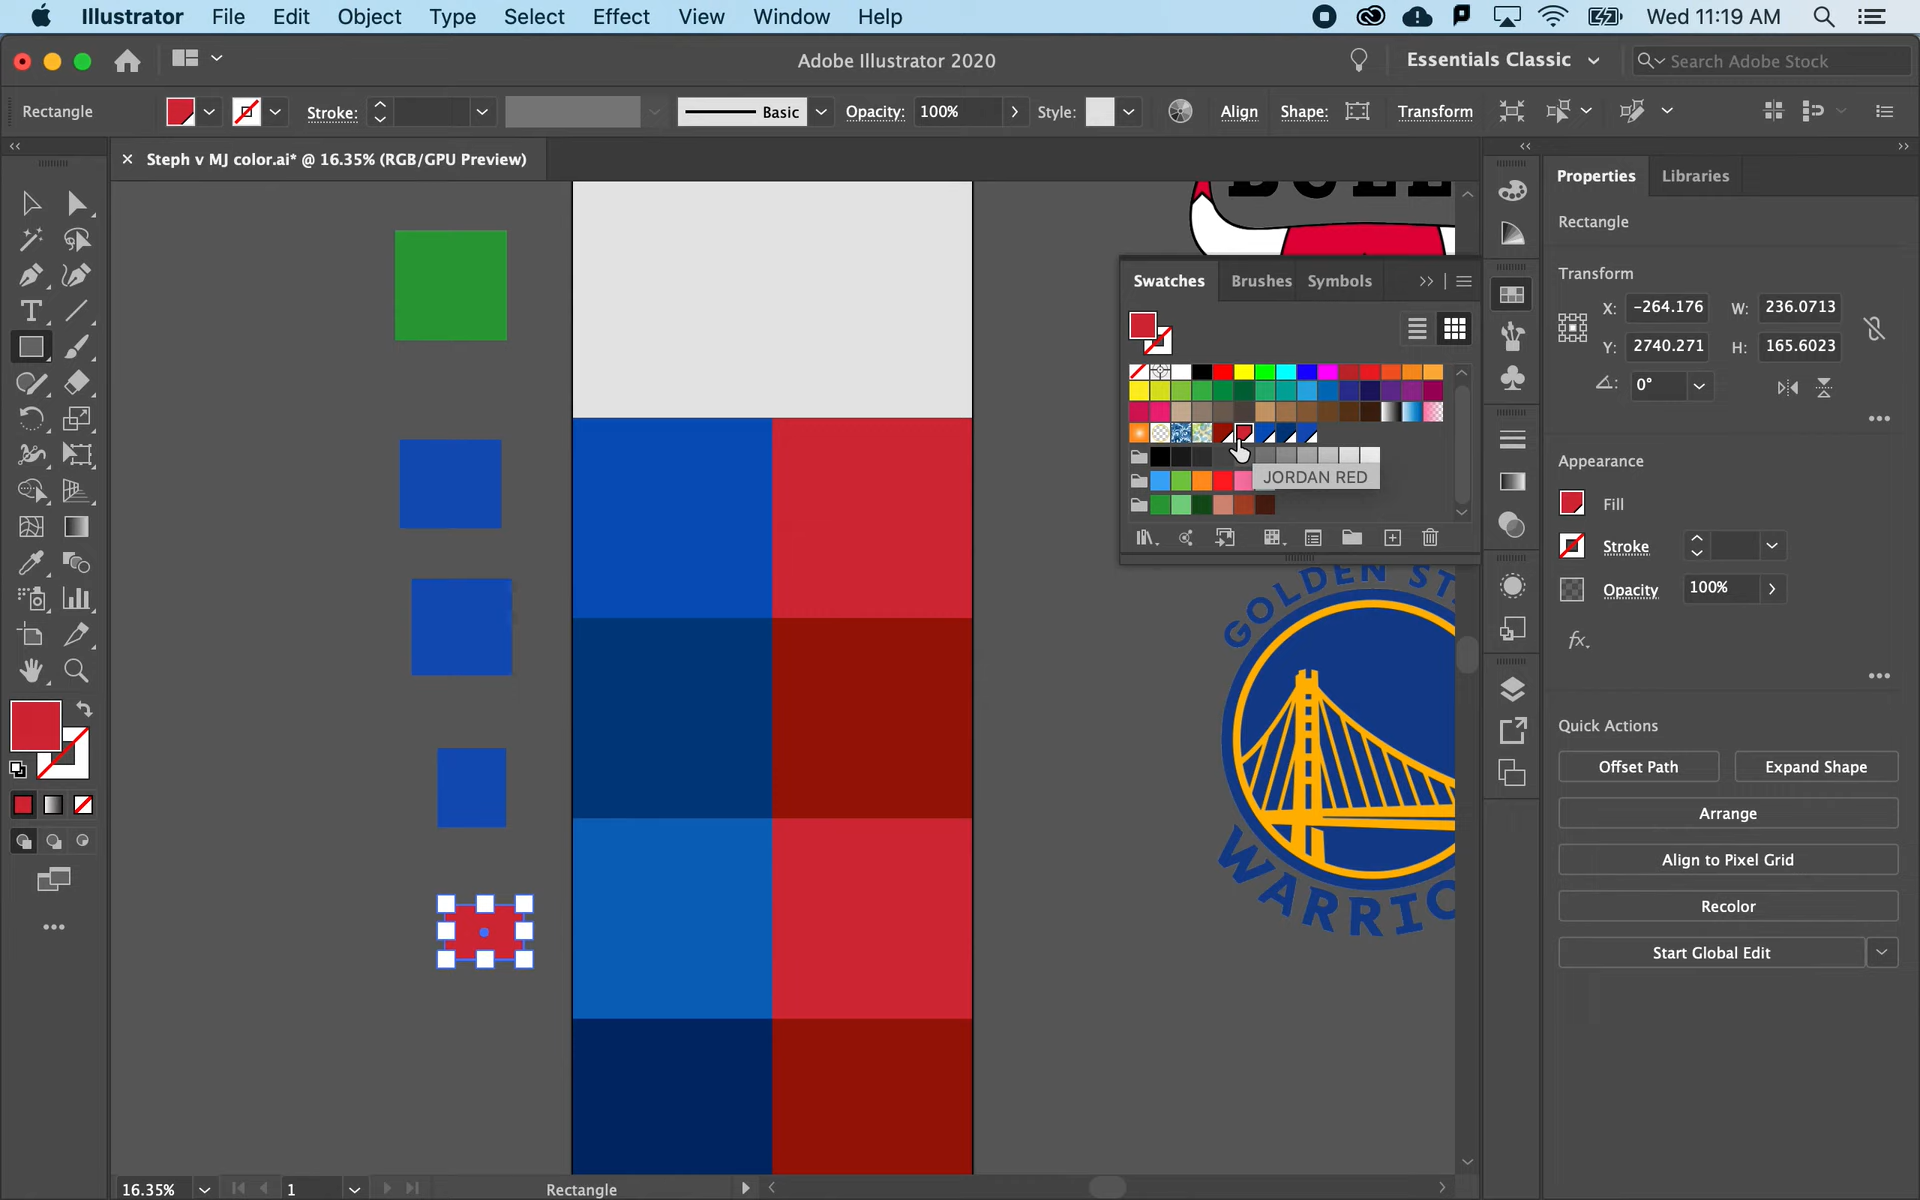 Illustrator File Edit Object Type Select Effect View Window Help Wed 11:19 AM
Adobe Illustrator 2020 Essentials Classic Search Adobe Stock
Rectangle Stroke: Basic Opacity: 100% Style: Align Shape: Transform
× Steph v MJ color.ai* @ 16.35% (RGB/GPU Preview)
Properties Libraries
Rectangle
Transform
X: -264.176 W: 236.0713
Y: 2740.271 H: 165.6023
0°
Appearance
Fill
Stroke
Opacity 100%
fx.
Quick Actions
Offset Path Expand Shape
Arrange
Align to Pixel Grid
Recolor
Start Global Edit
Swatches Brushes Symbols
JORDAN RED
GOLDEN ST
WARRIO
16.35% 1 Rectangle